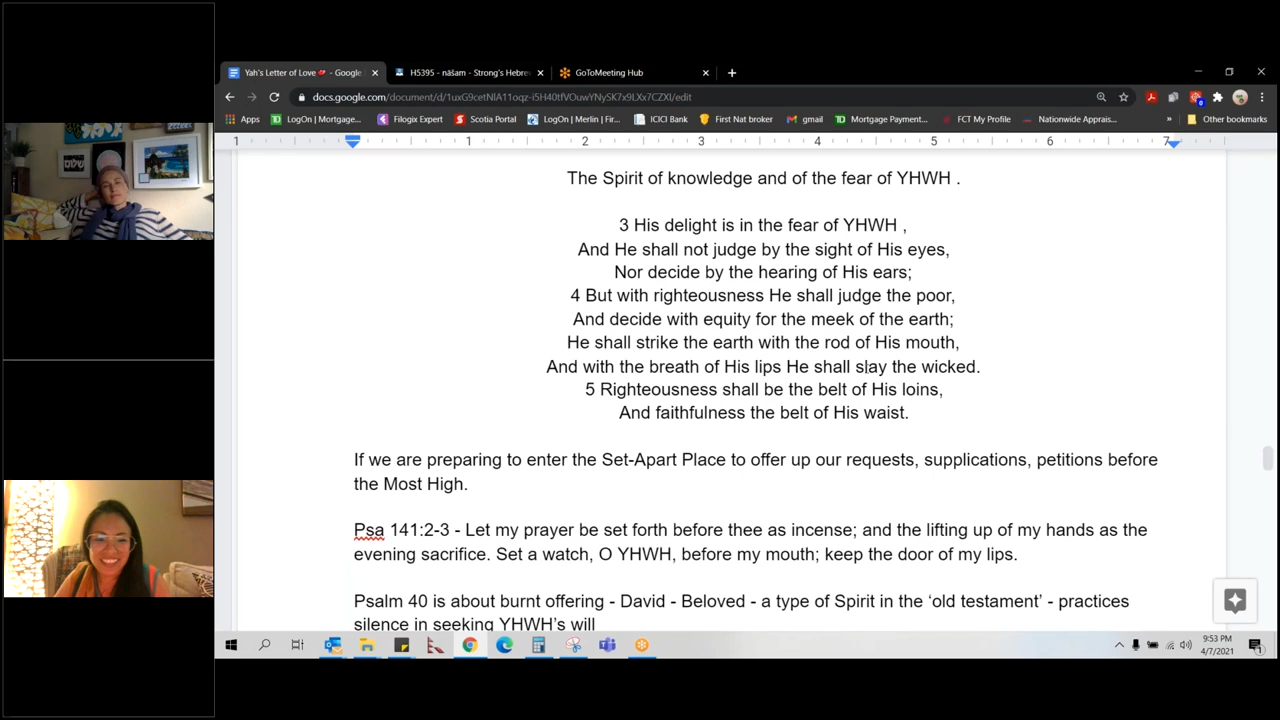 Yah's Letter of Love - Google
H5395 - nâšam - Strong's Hebre
GoToMeeting Hub
docs.google.com/document/d/1uxG9cetNlA11oqz-i5H40tfVOuwYNySK7x9LXx7CZXI/edit
Apps
LogOn | Mortgage...
Filogix Expert
Scotia Portal
LogOn | Merlin | Fir...
ICICI Bank
First Nat broker
gmail
Mortgage Payment...
FCT My Profile
Nationwide Apprais...
»
Other bookmarks
1 1 2 3 4 5 6 7
The Spirit of knowledge and of the fear of YHWH .
3 His delight is in the fear of YHWH ,
And He shall not judge by the sight of His eyes,
Nor decide by the hearing of His ears;
4 But with righteousness He shall judge the poor,
And decide with equity for the meek of the earth;
He shall strike the earth with the rod of His mouth,
And with the breath of His lips He shall slay the wicked.
5 Righteousness shall be the belt of His loins,
And faithfulness the belt of His waist.
If we are preparing to enter the Set-Apart Place to offer up our requests, supplications, petitions before
the Most High.
Psa 141:2-3 - Let my prayer be set forth before thee as incense; and the lifting up of my hands as the
evening sacrifice. Set a watch, O YHWH, before my mouth; keep the door of my lips.
Psalm 40 is about burnt offering - David - Beloved - a type of Spirit in the ‘old testament’ - practices
silence in seeking YHWH’s will
9:53 PM
4/7/2021